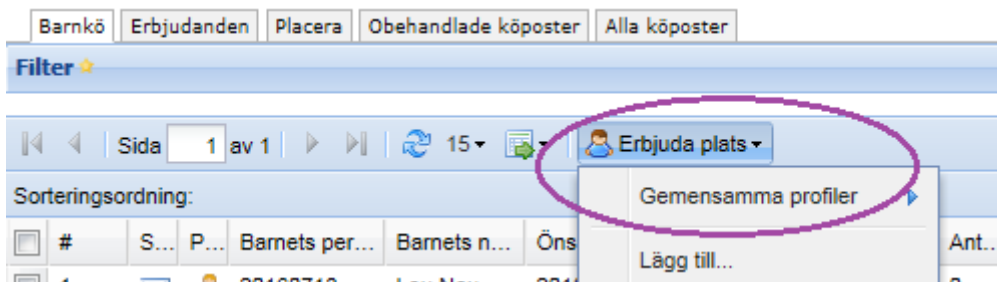 Barnkö Erbjudanden Placera Obehandlade köposter Alla köposter
Filter
Sida 1 av 1 15 Erbjuda plats
Gemensamma profiler
Sorteringsordning:
# S... P... Barnets per... Barnets n... Öns Ant...
Lägg till...